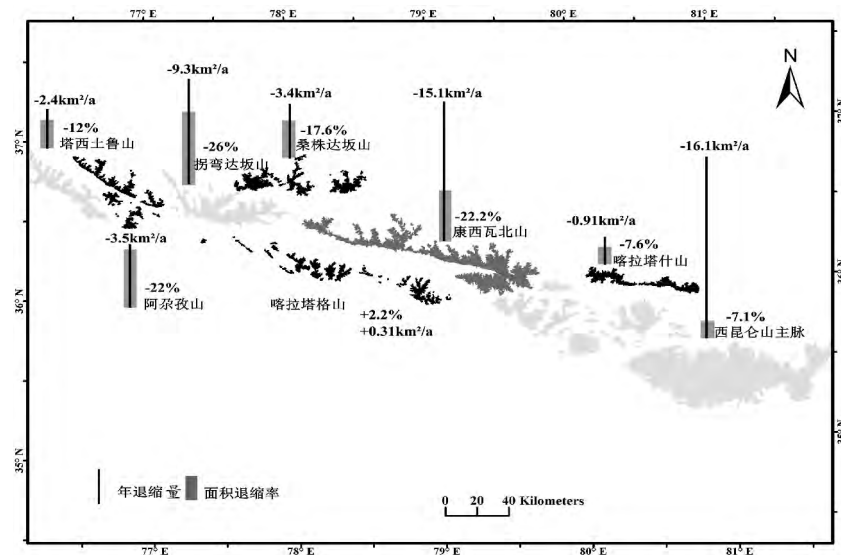 77° E
78° E
79° E
80° E
81° E
N
-9.3km²/a
-2.4km²/a
-3.4km²/a
-15.1km²/a
-12%
塔西土鲁山
-26%
拐弯达坂山
-17.6%
桑株达坂山
-16.1km²/a
37° N
37° N
-3.5km²/a
-22%
阿尕孜山
-22.2%
康西瓦北山
-0.91km²/a
-7.6%
喀拉塔什山
36° N
36° N
喀拉塔格山
+2.2%
+0.31km²/a
-7.1%
西昆仑山主脉
35° N
35° N
年退缩量
面积退缩率
0 20 40 Kilometers
77° E
78° E
79° E
80° E
81° E